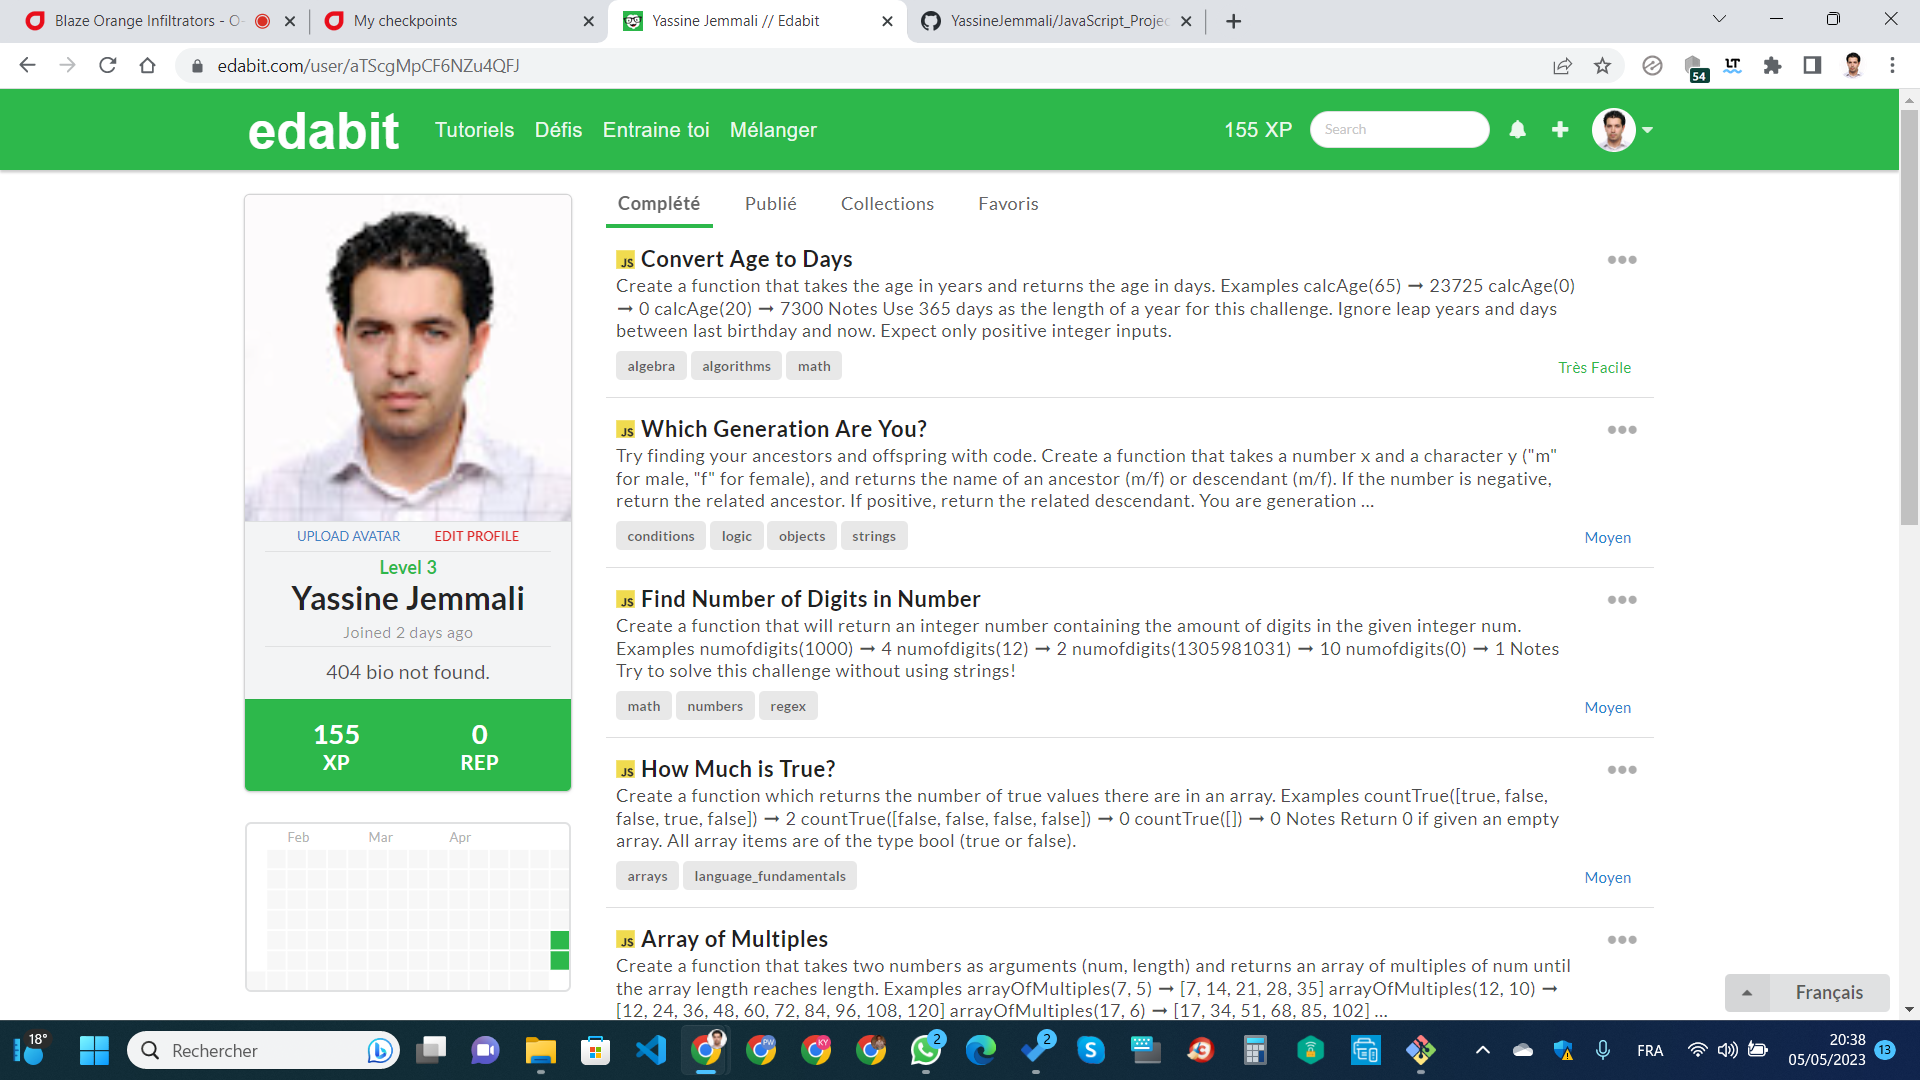 Blaze Orange Infiltrators - O-
My checkpoints
Yassine Jemmali // Edabit
YassineJemmali/JavaScript_Projec
edabit.com/user/aTScgMpCF6NZu4QFJ
54
LT
edabit
Tutoriels
Défis
Entraine toi
Mélanger
155 XP
Search
UPLOAD AVATAR
EDIT PROFILE
Level 3
Yassine Jemmali
Joined 2 days ago
404 bio not found.
155
XP
0
REP
Feb
Mar
Apr
Complété
Publié
Collections
Favoris
JS Convert Age to Days
Create a function that takes the age in years and returns the age in days. Examples calcAge(65) ➞ 23725 calcAge(0)
➞ 0 calcAge(20) ➞ 7300 Notes Use 365 days as the length of a year for this challenge. Ignore leap years and days
between last birthday and now. Expect only positive integer inputs.
algebra
algorithms
math
Très Facile
JS Which Generation Are You?
Try finding your ancestors and offspring with code. Create a function that takes a number x and a character y ("m"
for male, "f" for female), and returns the name of an ancestor (m/f) or descendant (m/f). If the number is negative,
return the related ancestor. If positive, return the related descendant. You are generation ...
conditions
logic
objects
strings
Moyen
JS Find Number of Digits in Number
Create a function that will return an integer number containing the amount of digits in the given integer num.
Examples numofdigits(1000) ➞ 4 numofdigits(12) ➞ 2 numofdigits(1305981031) ➞ 10 numofdigits(0) ➞ 1 Notes
Try to solve this challenge without using strings!
math
numbers
regex
Moyen
JS How Much is True?
Create a function which returns the number of true values there are in an array. Examples countTrue([true, false,
false, true, false]) ➞ 2 countTrue([false, false, false, false]) ➞ 0 countTrue([]) ➞ 0 Notes Return 0 if given an empty
array. All array items are of the type bool (true or false).
arrays
language_fundamentals
Moyen
JS Array of Multiples
Create a function that takes two numbers as arguments (num, length) and returns an array of multiples of num until
the array length reaches length. Examples arrayOfMultiples(7, 5) ➞ [7, 14, 21, 28, 35] arrayOfMultiples(12, 10) ➞
[12, 24, 36, 48, 60, 72, 84, 96, 108, 120] arrayOfMultiples(17, 6) ➞ [17, 34, 51, 68, 85, 102] ...
Français
18°
Rechercher
PW
KY
2
2
FRA
20:38
05/05/2023
13